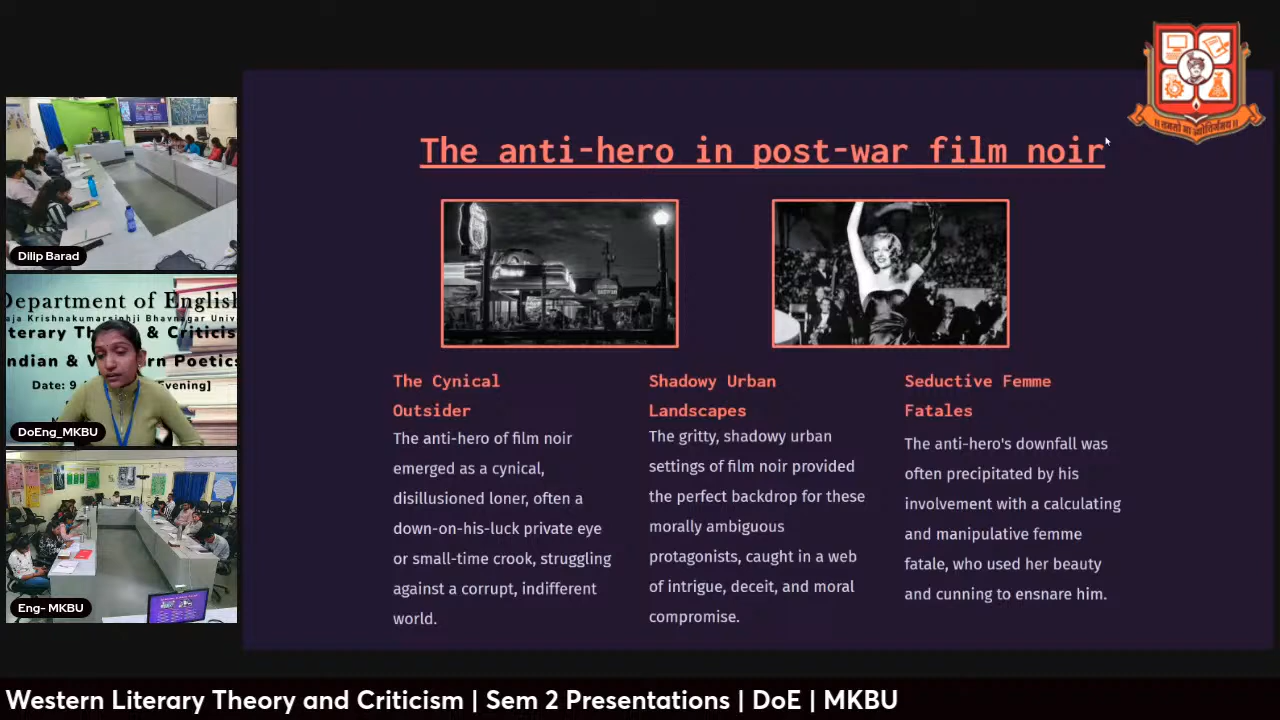 The anti-hero in post-war film noir
The Cynical
Outsider
The anti-hero of film noir
emerged as a cynical,
disillusioned loner, often a
down-on-his-luck private eye
or small-time crook, struggling
against a corrupt, indifferent
world.
Shadowy Urban
Landscapes
The gritty, shadowy urban
settings of film noir provided
the perfect backdrop for these
morally ambiguous
protagonists, caught in a web
of intrigue, deceit, and moral
compromise.
Seductive Femme
Fatales
The anti-hero's downfall was
often precipitated by his
involvement with a calculating
and manipulative femme
fatale, who used her beauty
and cunning to ensnare him.
Dilip Barad
Department of English
Krishnakumarsinhji Bhavnagar
& Criticis
ndian & Poetics
Date: 9 Evening]
DoEng_MKBU
Eng- MKBU
Western Literary Theory and Criticism | Sem 2 Presentations | DoE | MKBU